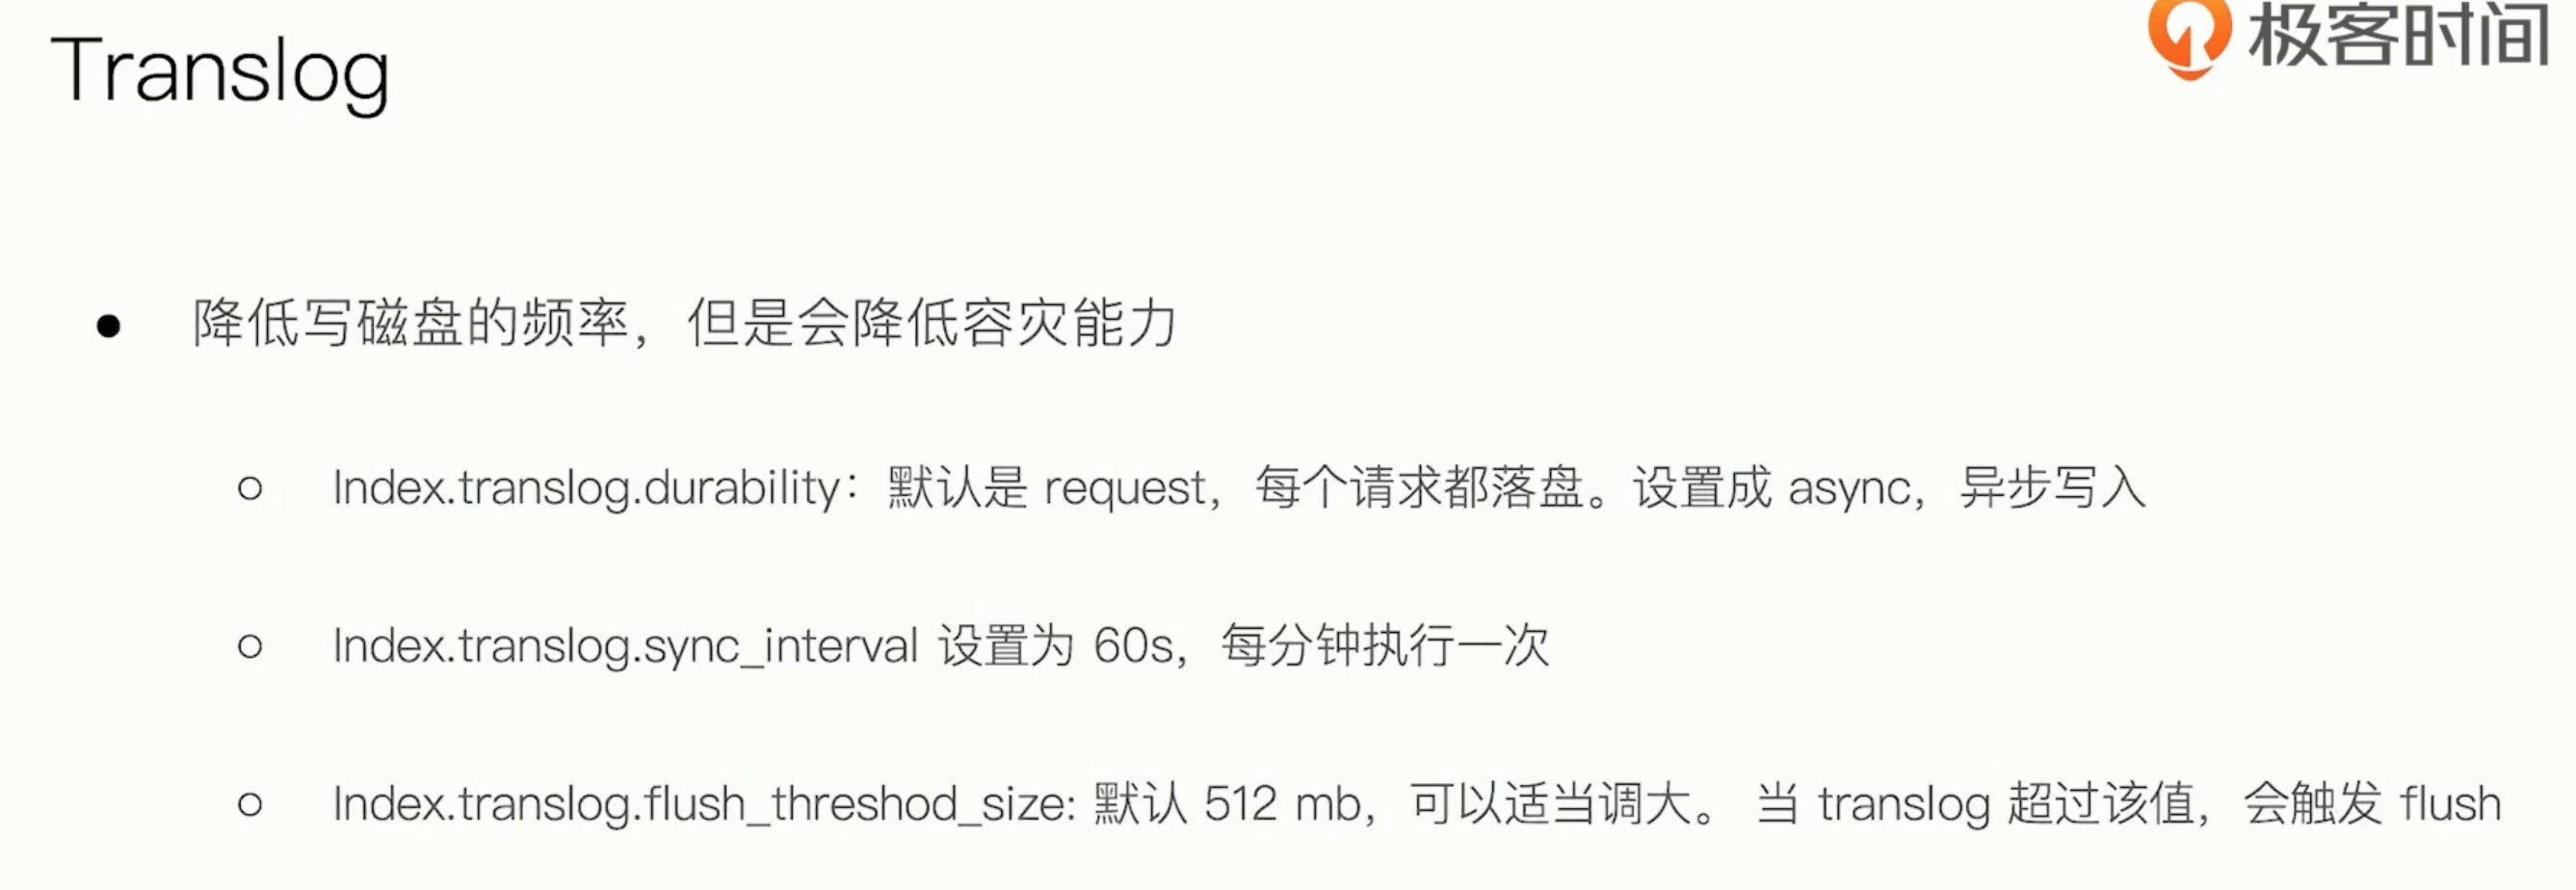 极客时间
Translog
降低写磁盘的频率，但是会降低容灾能力
Index.translog.durability：默认是 request，每个请求都落盘。设置成 async，异步写入
Index.translog.sync_interval 设置为 60s，每分钟执行一次
Index.translog.flush_threshod_size: 默认 512 mb，可以适当调大。 当 translog 超过该值，会触发 flush